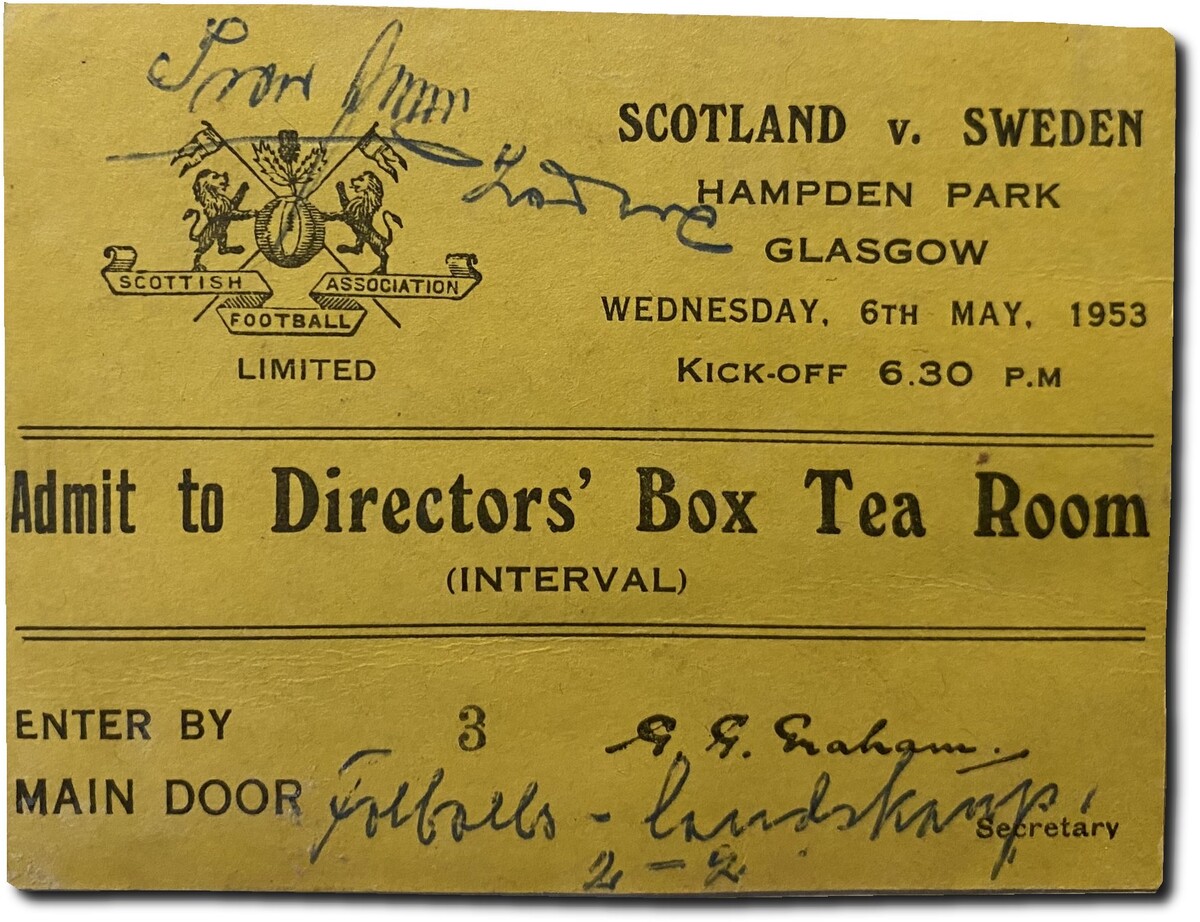 SCOTLAND v. SWEDEN
HAMPDEN PARK
GLASGOW
WEDNESDAY, 6TH MAY, 1953
KICK-OFF 6.30 P.M
SCOTTISH FOOTBALL ASSOCIATION
LIMITED
Admit to Directors' Box Tea Room
(INTERVAL)
ENTER BY
MAIN DOOR
3
G. G. Graham.
Secretary
Fotbolls - landskamp.
2-2